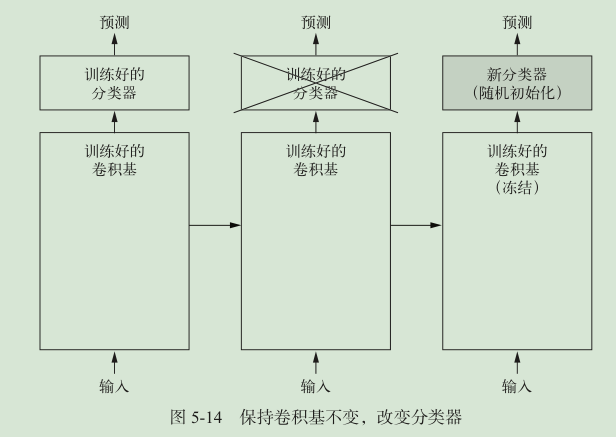 预测
训练好的
分类器
训练好的
卷积基
输入
预测
训练好的
分类器
训练好的
卷积基
输入
预测
新分类器
（随机初始化）
训练好的
卷积基
（冻结）
输入
图 5-14 保持卷积基不变，改变分类器